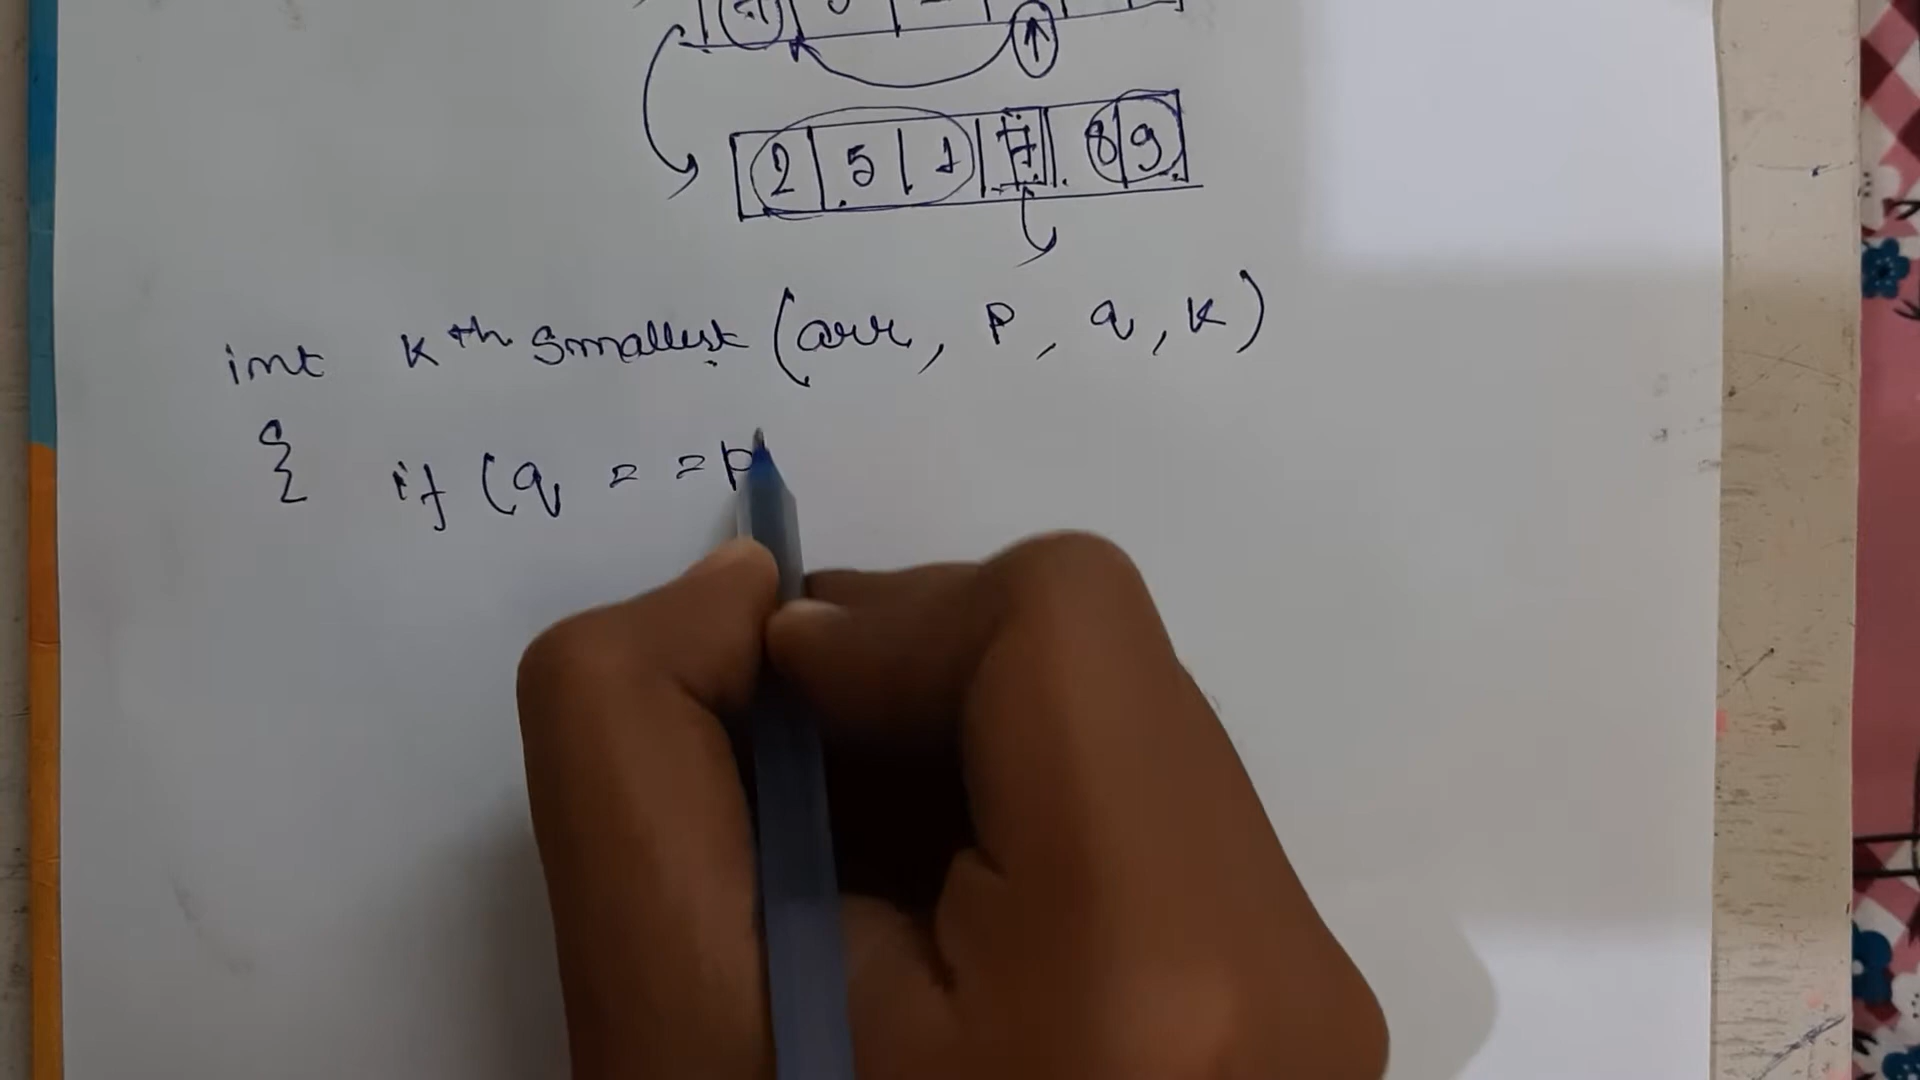 2 5 1 7 8 9
int Kth Smallest (arr, P, q, K)
{ if (q = = P